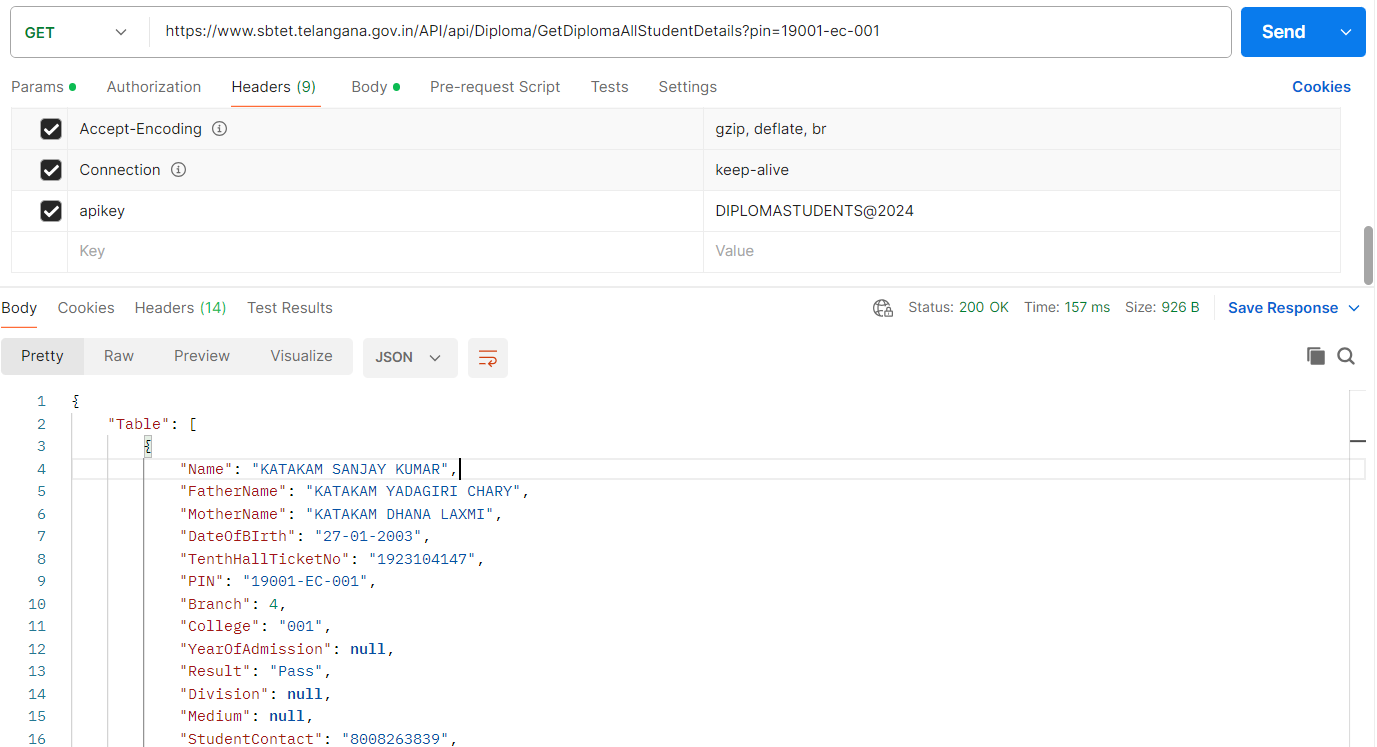 GET https://www.sbtet.telangana.gov.in/API/api/Diploma/GetDiplomaAllStudentDetails?pin=19001-ec-001 Send
Params Authorization Headers (9) Body Pre-request Script Tests Settings Cookies
Accept-Encoding gzip, deflate, br
Connection keep-alive
apikey DIPLOMASTUDENTS@2024
Key Value
Body Cookies Headers (14) Test Results Status: 200 OK Time: 157 ms Size: 926 B Save Response
Pretty Raw Preview Visualize JSON
1 {
2 "Table": [
3 {
4 "Name": "KATAKAM SANJAY KUMAR",
5 "FatherName": "KATAKAM YADAGIRI CHARY",
6 "MotherName": "KATAKAM DHANA LAXMI",
7 "DateOfBIrth": "27-01-2003",
8 "TenthHallTicketNo": "1923104147",
9 "PIN": "19001-EC-001",
10 "Branch": 4,
11 "College": "001",
12 "YearOfAdmission": null,
13 "Result": "Pass",
14 "Division": null,
15 "Medium": null,
16 "StudentContact": "8008263839",